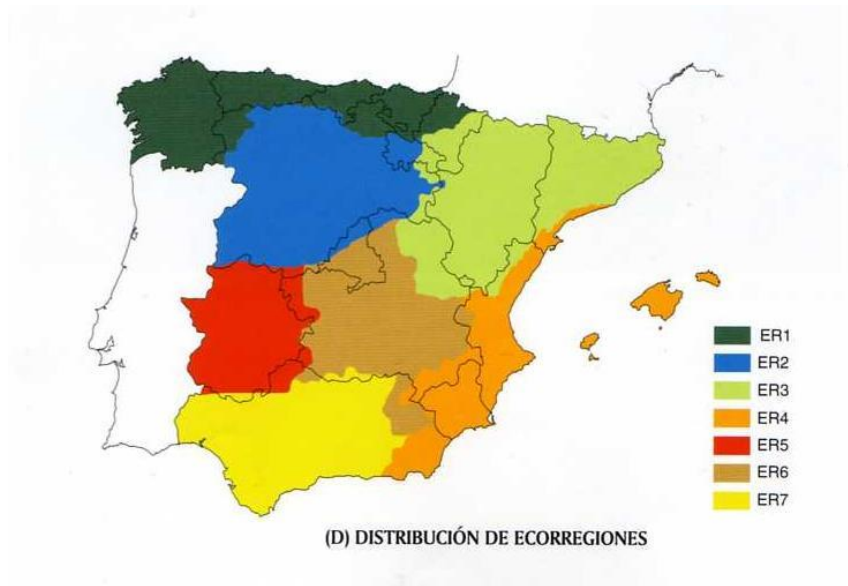 ER1
ER2
ER3
ER4
ER5
ER6
ER7
(D) DISTRIBUCIÓN DE ECORREGIONES